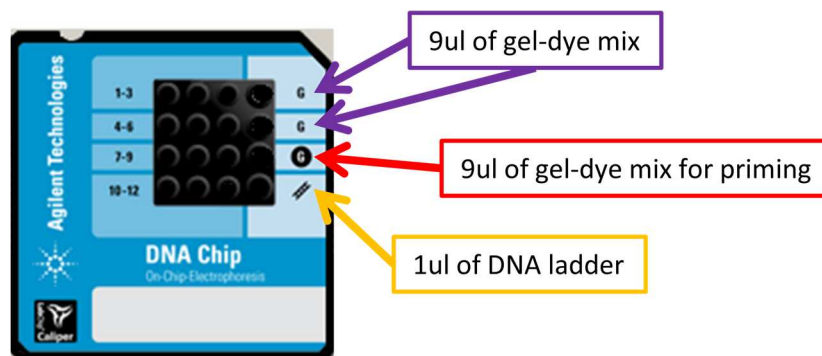 9ul of gel-dye mix
Agilent Technologies
1-3
G
4-6
G
7-9
G
9ul of gel-dye mix for priming
10-12
DNA Chip
On-Chip-Electrophoresis
1ul of DNA ladder
Caliper